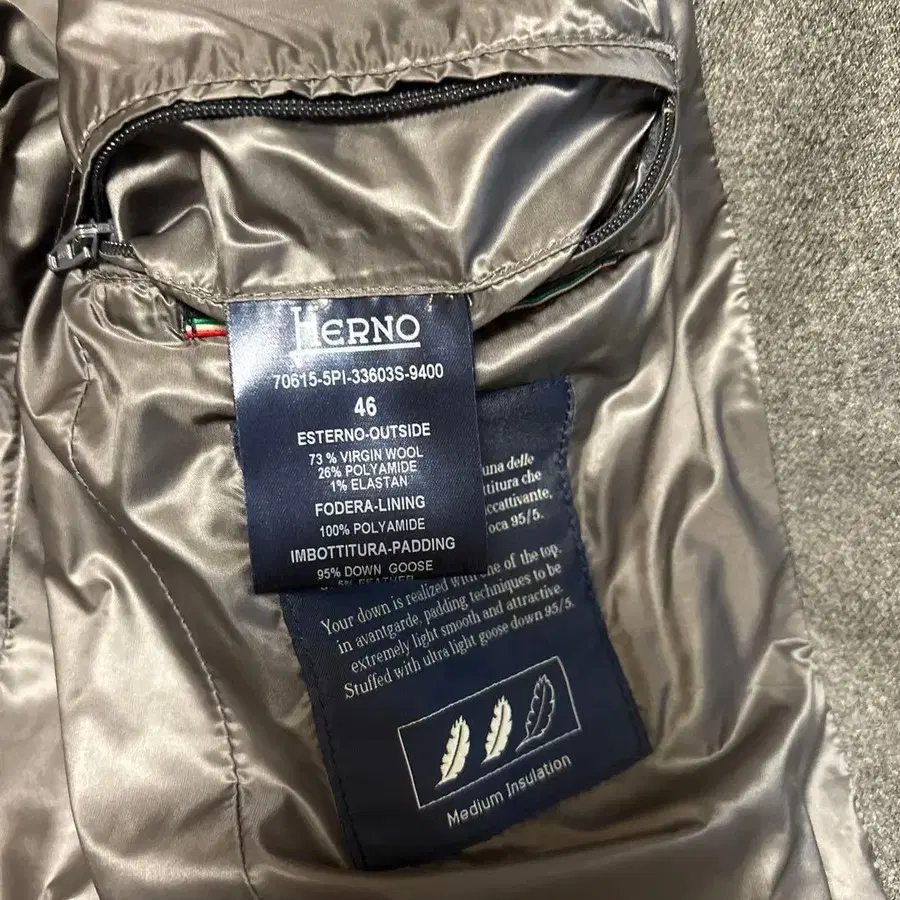 HERNO
70615-5PI-33603S-9400
46
ESTERNO-OUTSIDE
73 % VIRGIN WOOL
26% POLYAMIDE
1% ELASTAN
FODERA-LINING
100% POLYAMIDE
IMBOTTITURA-PADDING
95% DOWN GOOSE
5% FEATHER
una delle
ttitura che
ccattivante,
oca 95/5.
Your down is realized with one of the top,
in avantgarde, padding techniques to be
extremely light smooth and attractive.
Stuffed with ultra light goose down 95/5.
Medium Insulation